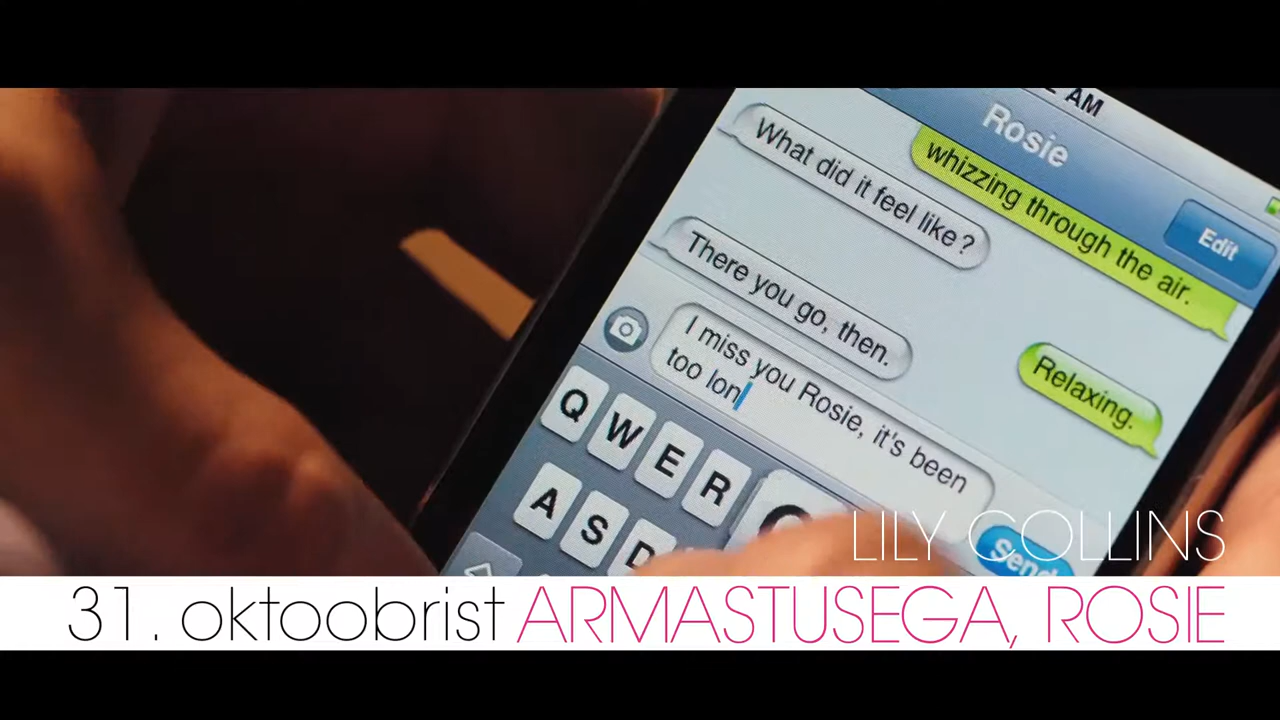 AM
Rosie
Edit
whizzing through the air.
What did it feel like?
There you go, then.
Relaxing.
I miss you Rosie, it's been
too lon
Send
Q W E R
A S D
LILY COLLINS
31. oktoobrist ARMASTUSEGA, ROSIE